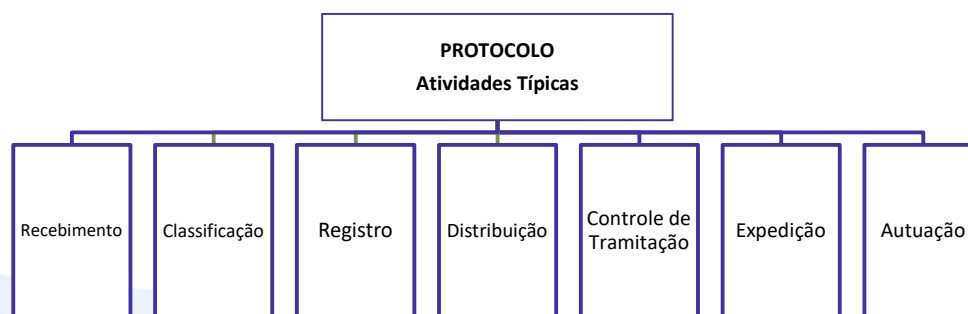 PROTOCOLO
Atividades Típicas
Recebimento
Classificação
Registro
Distribuição
Controle de
Tramitação
Expedição
Autuação